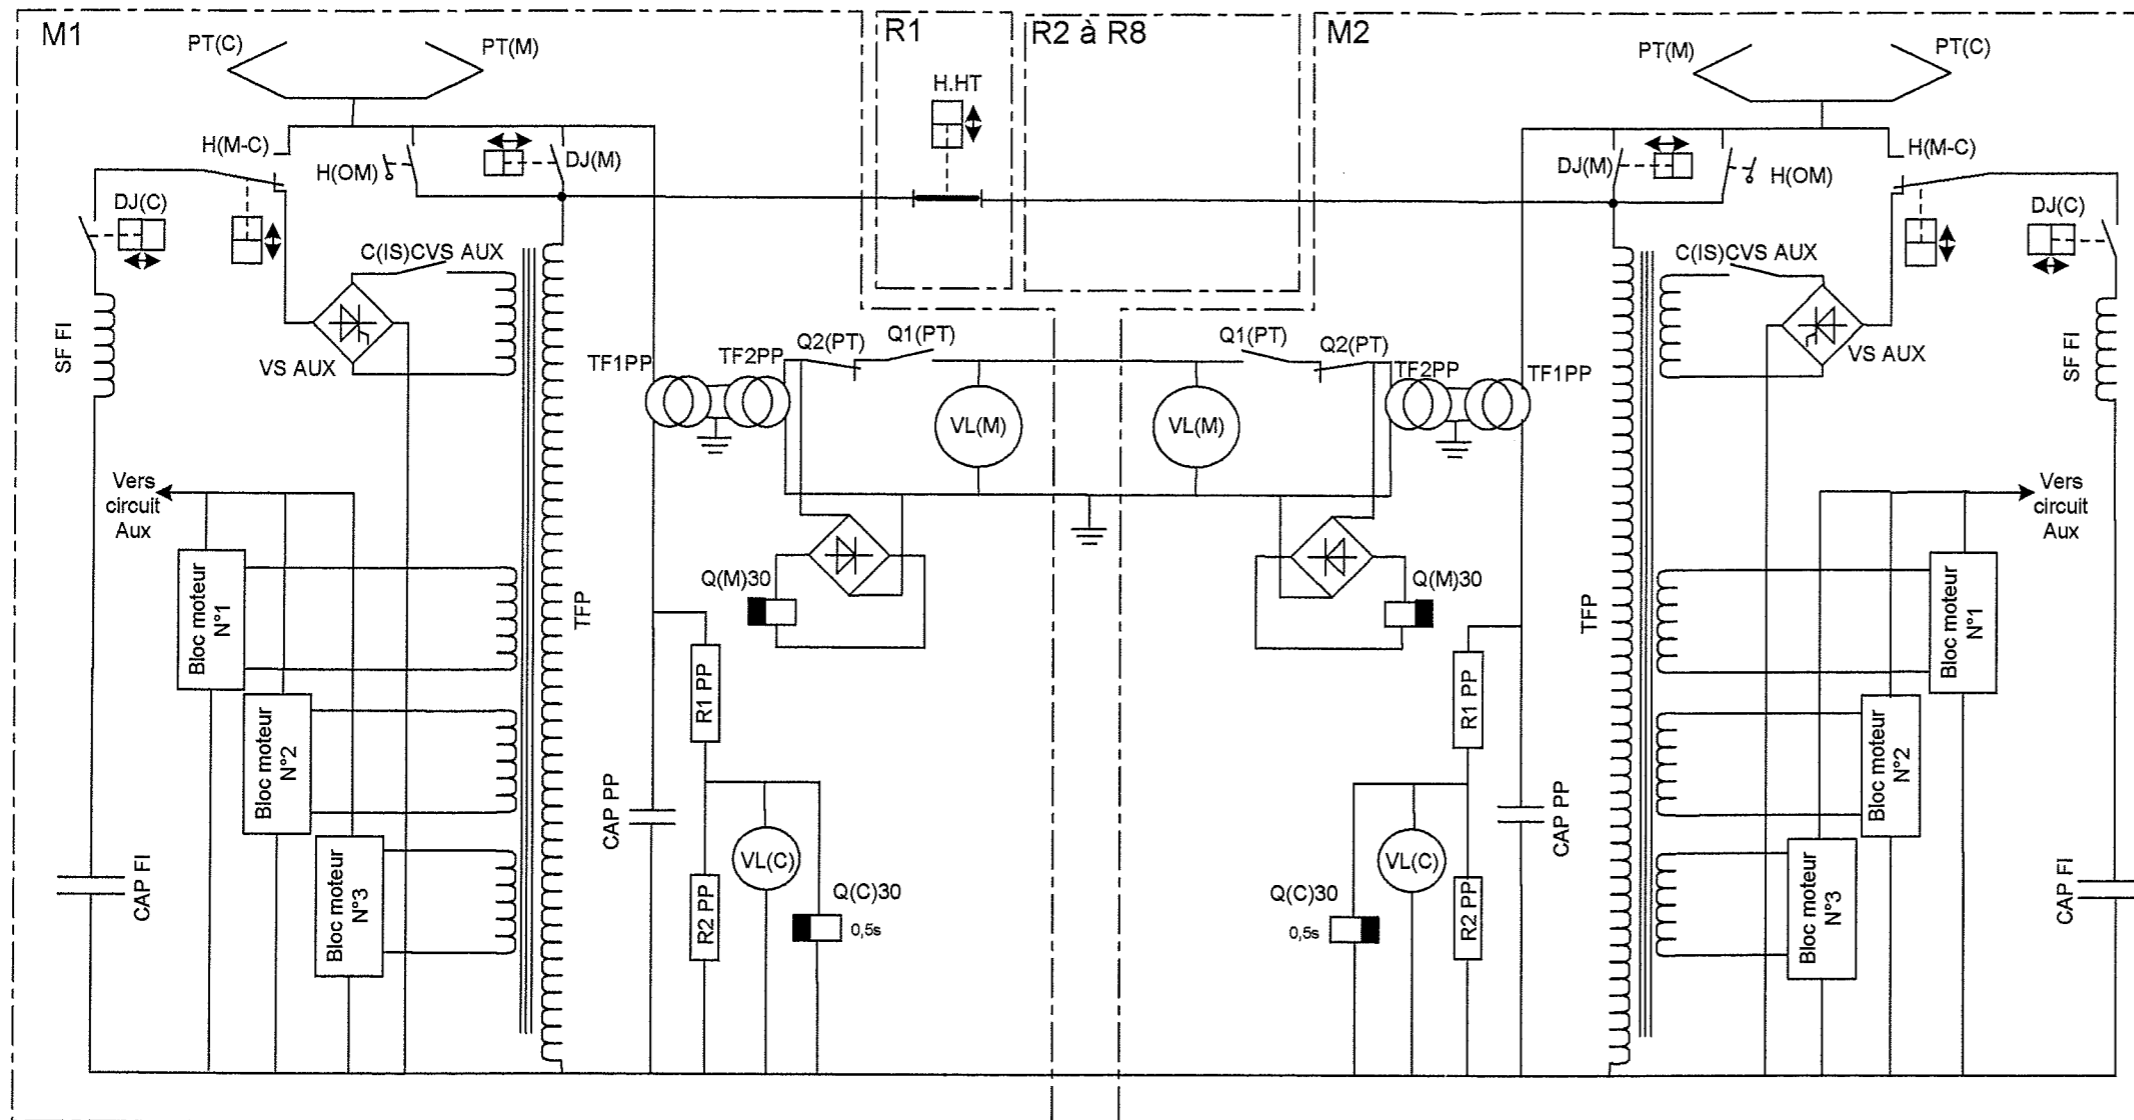 M1
R1
R2 à R8
M2
PT(C)
PT(M)
PT(M)
PT(C)
H.HT
H(M-C)
H(OM)
DJ(M)
DJ(M)
H(OM)
H(M-C)
DJ(C)
DJ(C)
C(IS)CVS AUX
C(IS)CVS AUX
SF FI
VS AUX
TF1PP
TF2PP
Q2(PT)
Q1(PT)
Q1(PT)
Q2(PT)
TF2PP
TF1PP
VS AUX
SF FI
VL(M)
VL(M)
Vers
circuit
Aux
Vers
circuit
Aux
Bloc moteur
N°1
TFP
Q(M)30
Q(M)30
TFP
Bloc moteur
N°1
R1 PP
R1 PP
Bloc moteur
N°2
Bloc moteur
N°2
CAP PP
CAP PP
VL(C)
VL(C)
CAP FI
Bloc moteur
N°3
R2 PP
Q(C)30
0,5s
Q(C)30
0,5s
R2 PP
Bloc moteur
N°3
CAP FI